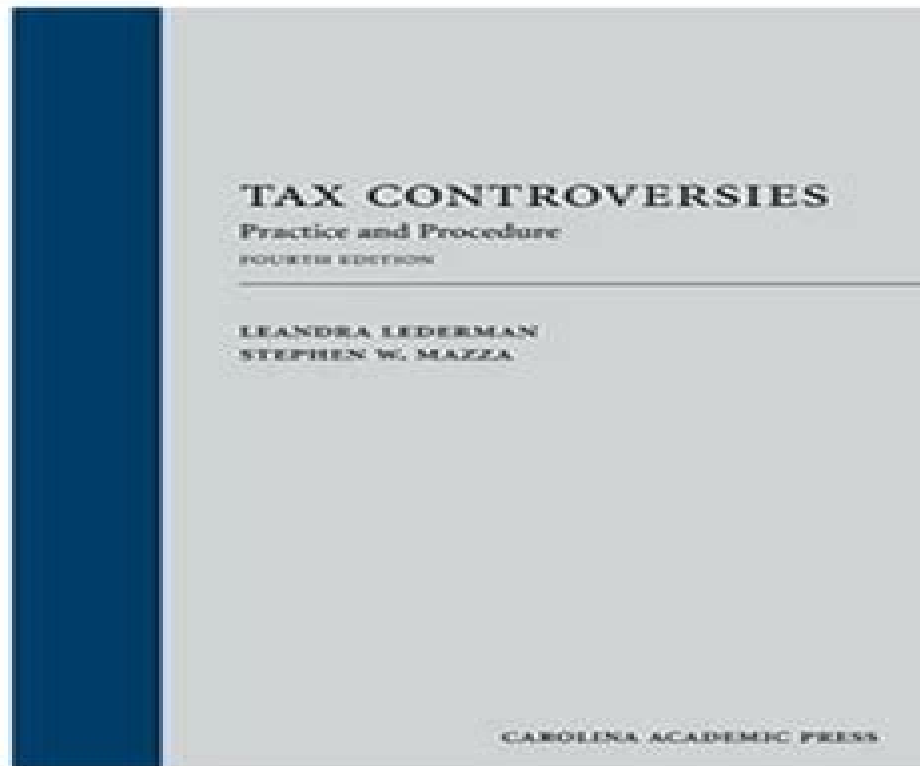 TAX CONTROVERSIES
Practice and Procedure
FOURTH EDITION
LEANDRA LEDERMAN
STEPHEN W. MAZZA
CAROLINA ACADEMIC PRESS